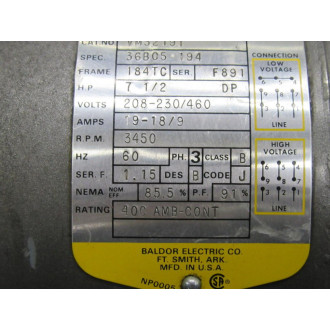 CAT.NO.
SPEC. 36B05-194
FRAME 184TC SER. F891
H.P. 7 1/2 DP
VOLTS 208-230/460
AMPS 19-18/9
R.P.M. 3450
HZ 60 PH. 3 CLASS B
SER. F. 1.15 DES B CODE J
NEMA NOM EFF 85.5 % P.F. 91 %
RATING 40C AMB-CONT
CONNECTION
LOW VOLTAGE
LINE
HIGH VOLTAGE
LINE
BALDOR ELECTRIC CO.
FT. SMITH, ARK.
MFD. IN U.S.A.
NP0005